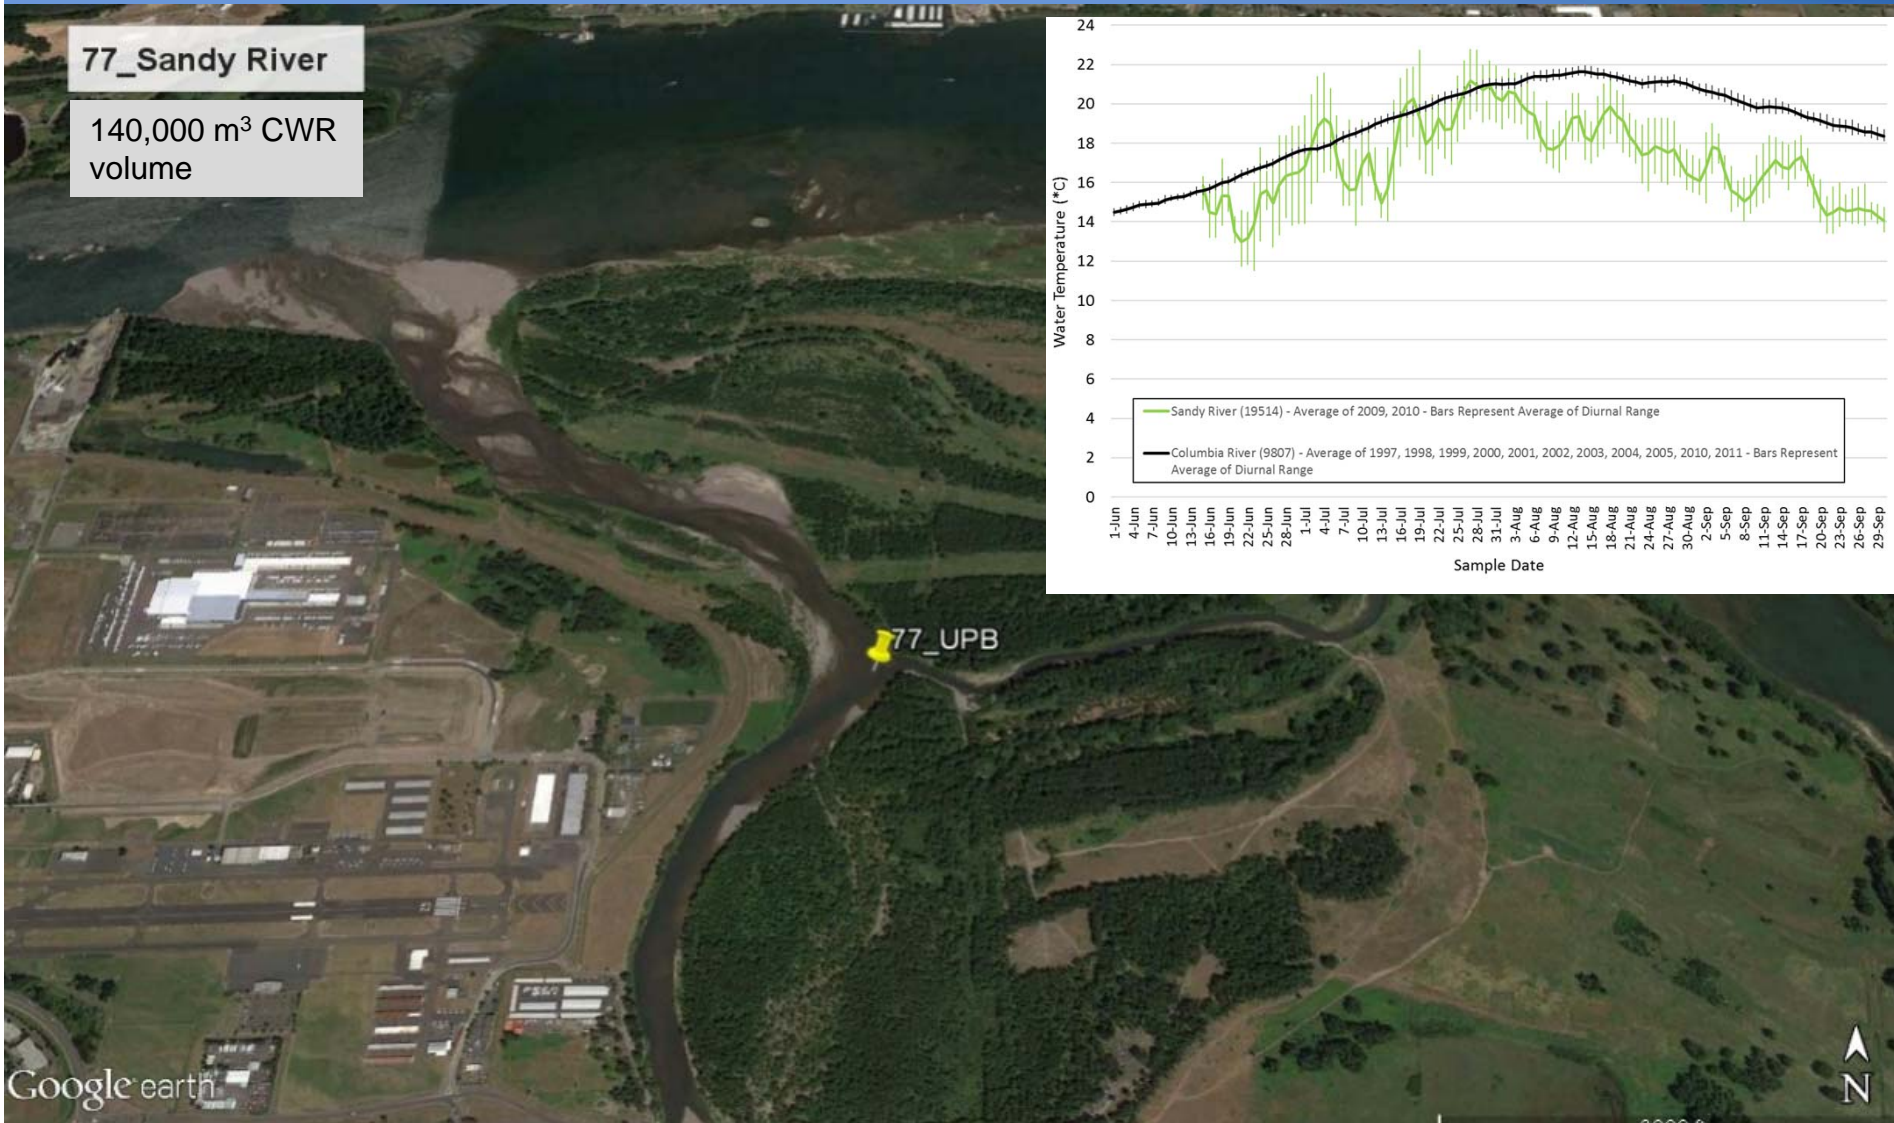 77_Sandy River
140,000 m³ CWR
volume
24
22
20
18
16
14
12
10
8
6
4
2
0
Water Temperature (*C)
Sandy River (19514) - Average of 2009, 2010 - Bars Represent Average of Diurnal Range
Columbia River (9807) - Average of 1997, 1998, 1999, 2000, 2001, 2002, 2003, 2004, 2005, 2010, 2011 - Bars Represent
Average of Diurnal Range
1-Jun
4-Jun
7-Jun
10-Jun
13-Jun
16-Jun
19-Jun
22-Jun
25-Jun
28-Jun
1-Jul
4-Jul
7-Jul
10-Jul
13-Jul
16-Jul
19-Jul
22-Jul
25-Jul
28-Jul
31-Jul
3-Aug
6-Aug
9-Aug
12-Aug
15-Aug
18-Aug
21-Aug
24-Aug
27-Aug
30-Aug
2-Sep
5-Sep
8-Sep
11-Sep
14-Sep
17-Sep
20-Sep
23-Sep
26-Sep
29-Sep
Sample Date
77_UPB
Google earth
N